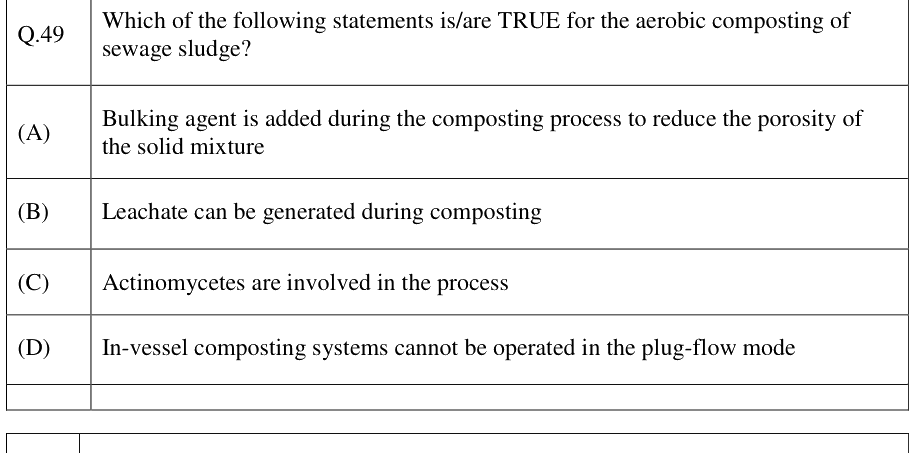 Q.49
Which of the following statements is/are TRUE for the aerobic composting of
sewage sludge?
(A)
Bulking agent is added during the composting process to reduce the porosity of
the solid mixture
(B)
Leachate can be generated during composting
(C)
Actinomycetes are involved in the process
(D)
In-vessel composting systems cannot be operated in the plug-flow mode